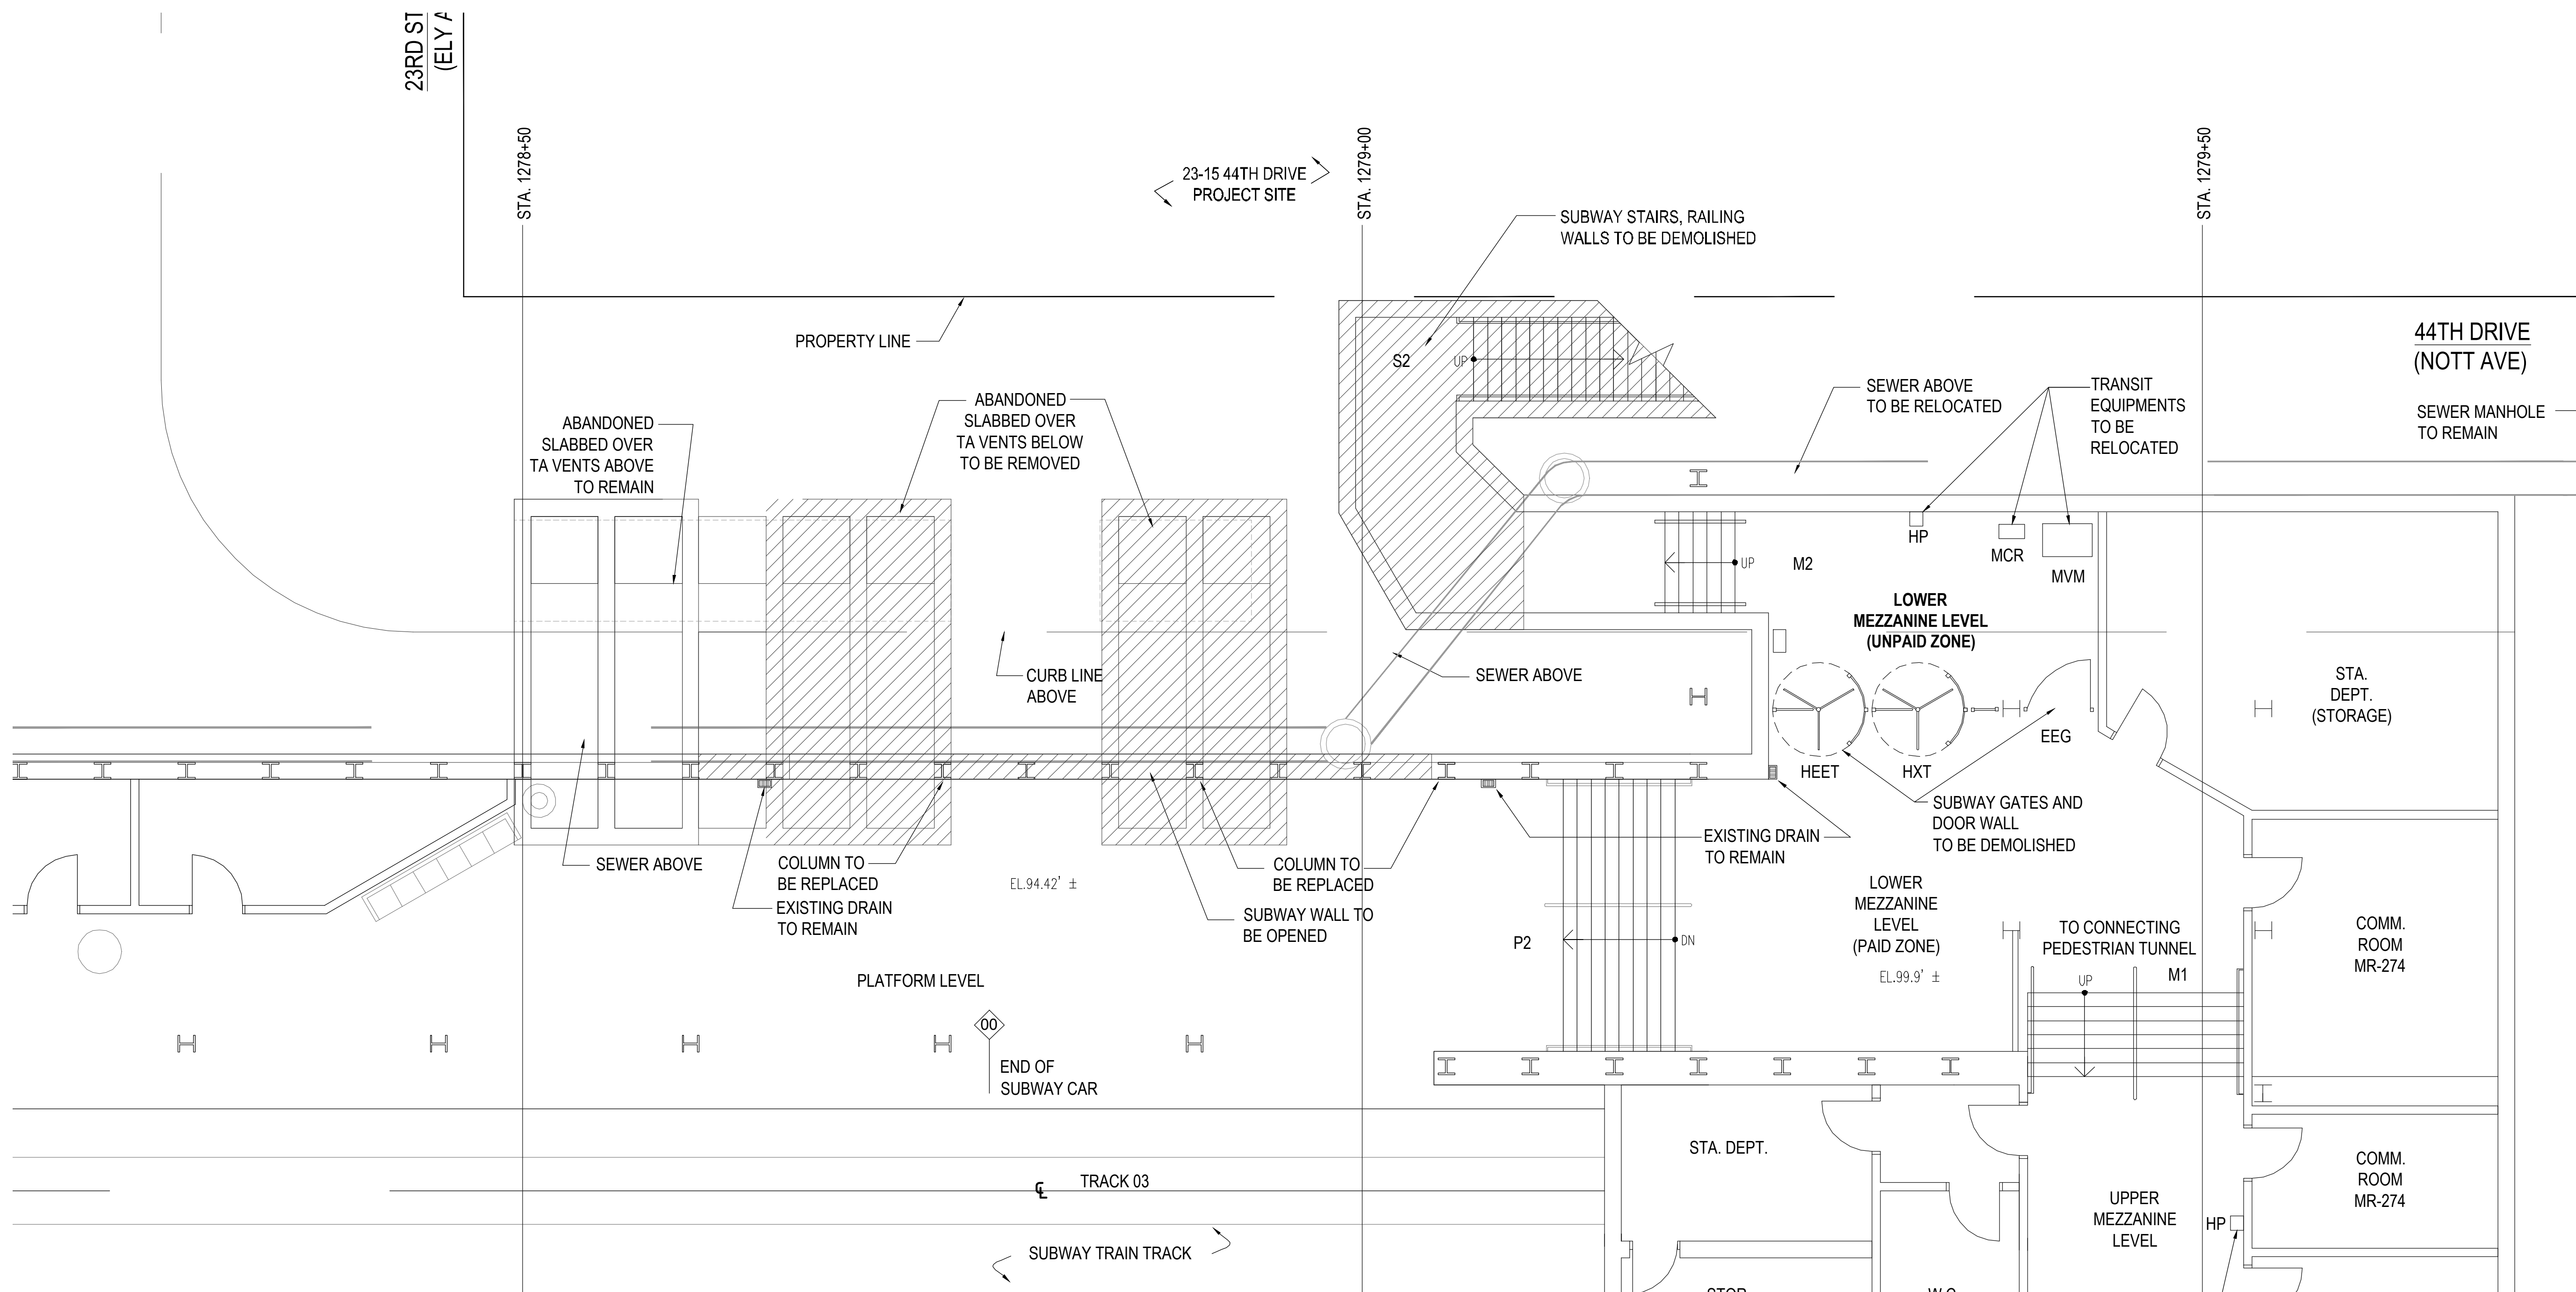 23RD ST
(ELY A
STA. 1278+50
STA. 1279+00
STA. 1279+50
23-15 44TH DRIVE
PROJECT SITE
SUBWAY STAIRS, RAILING
WALLS TO BE DEMOLISHED
PROPERTY LINE
44TH DRIVE
(NOTT AVE)
S2
UP
SEWER ABOVE
TO BE RELOCATED
TRANSIT
EQUIPMENTS
TO BE
RELOCATED
SEWER MANHOLE
TO REMAIN
ABANDONED
SLABBED OVER
TA VENTS ABOVE
TO REMAIN
ABANDONED
SLABBED OVER
TA VENTS BELOW
TO BE REMOVED
HP
MCR
MVM
UP
M2
LOWER
MEZZANINE LEVEL
(UNPAID ZONE)
CURB LINE
ABOVE
SEWER ABOVE
STA.
DEPT.
(STORAGE)
EEG
HEET
HXT
SUBWAY GATES AND
DOOR WALL
TO BE DEMOLISHED
SEWER ABOVE
COLUMN TO
BE REPLACED
EXISTING DRAIN
TO REMAIN
EL.94.42' ±
COLUMN TO
BE REPLACED
SUBWAY WALL TO
BE OPENED
EXISTING DRAIN
TO REMAIN
P2
DN
LOWER
MEZZANINE
LEVEL
(PAID ZONE)
EL.99.9' ±
TO CONNECTING
PEDESTRIAN TUNNEL
M1
UP
COMM.
ROOM
MR-274
PLATFORM LEVEL
00
END OF
SUBWAY CAR
STA. DEPT.
COMM.
ROOM
MR-274
TRACK 03
UPPER
MEZZANINE
LEVEL
HP
SUBWAY TRAIN TRACK
STOR
W.C.